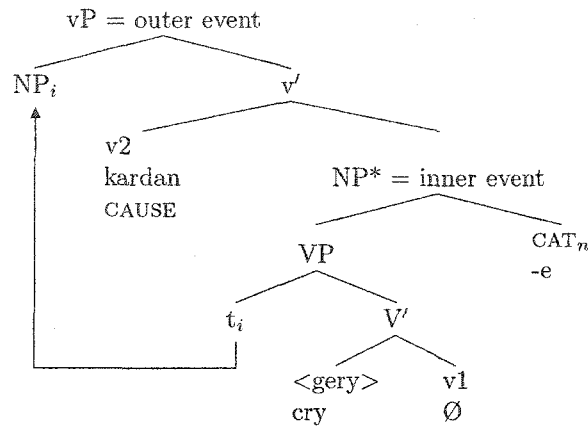 vP = outer event
NPᵢ v′
v2
kardan
CAUSE
NP* = inner event
VP CATₙ
-e
tᵢ V′
<gery> v1
cry Ø